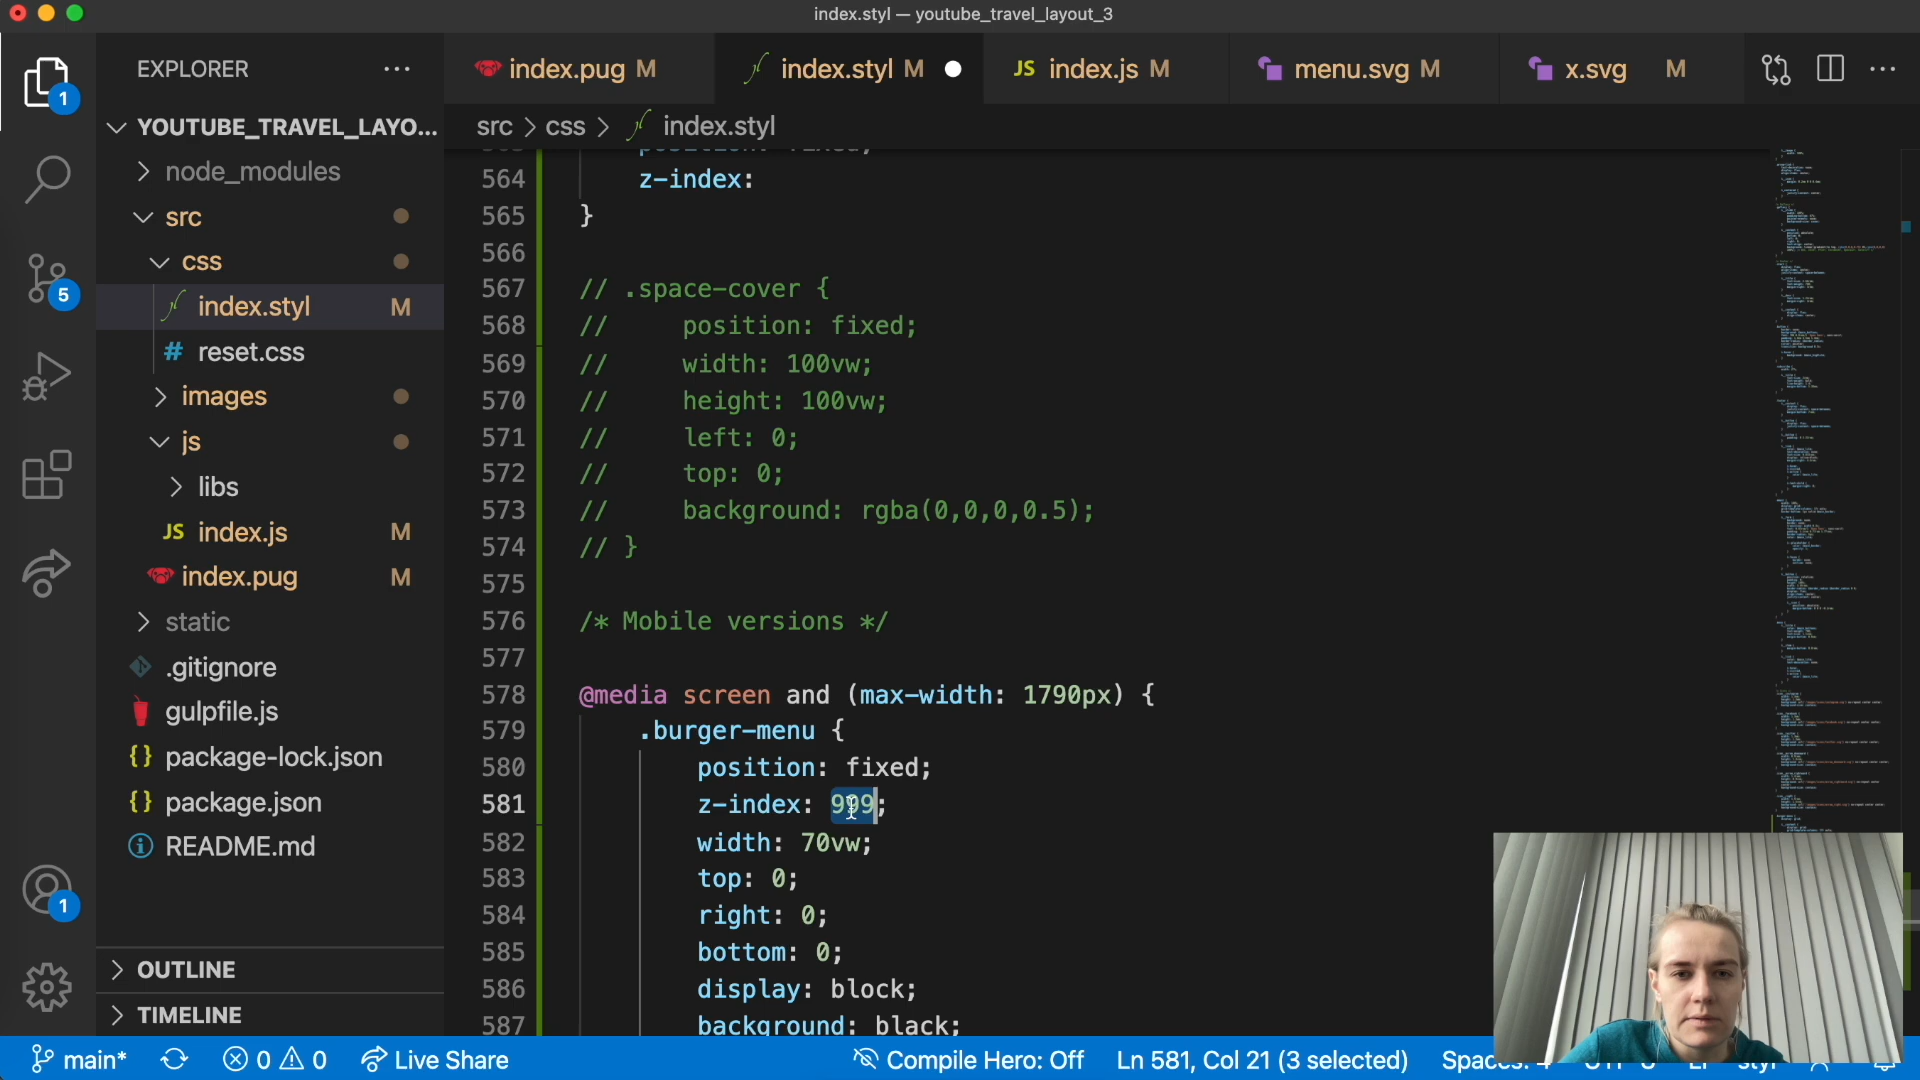 index.styl — youtube_travel_layout_3
EXPLORER
index.pug M
index.styl M
JS index.js M
menu.svg M
x.svg M
YOUTUBE_TRAVEL_LAYO...
src > css > index.styl
node_modules
src
css
index.styl M
# reset.css
images
js
libs
JS index.js M
index.pug M
static
.gitignore
gulpfile.js
{} package-lock.json
{} package.json
README.md
OUTLINE
TIMELINE
1
5
1
564 z-index:
565 }
566
567 // .space-cover {
568 // position: fixed;
569 // width: 100vw;
570 // height: 100vw;
571 // left: 0;
572 // top: 0;
573 // background: rgba(0,0,0,0.5);
574 // }
575
576 /* Mobile versions */
577
578 @media screen and (max-width: 1790px) {
579 .burger-menu {
580 position: fixed;
581 z-index: 999;
582 width: 70vw;
583 top: 0;
584 right: 0;
585 bottom: 0;
586 display: block;
587 background: black;
main* 0 0 Live Share Compile Hero: Off Ln 581, Col 21 (3 selected)